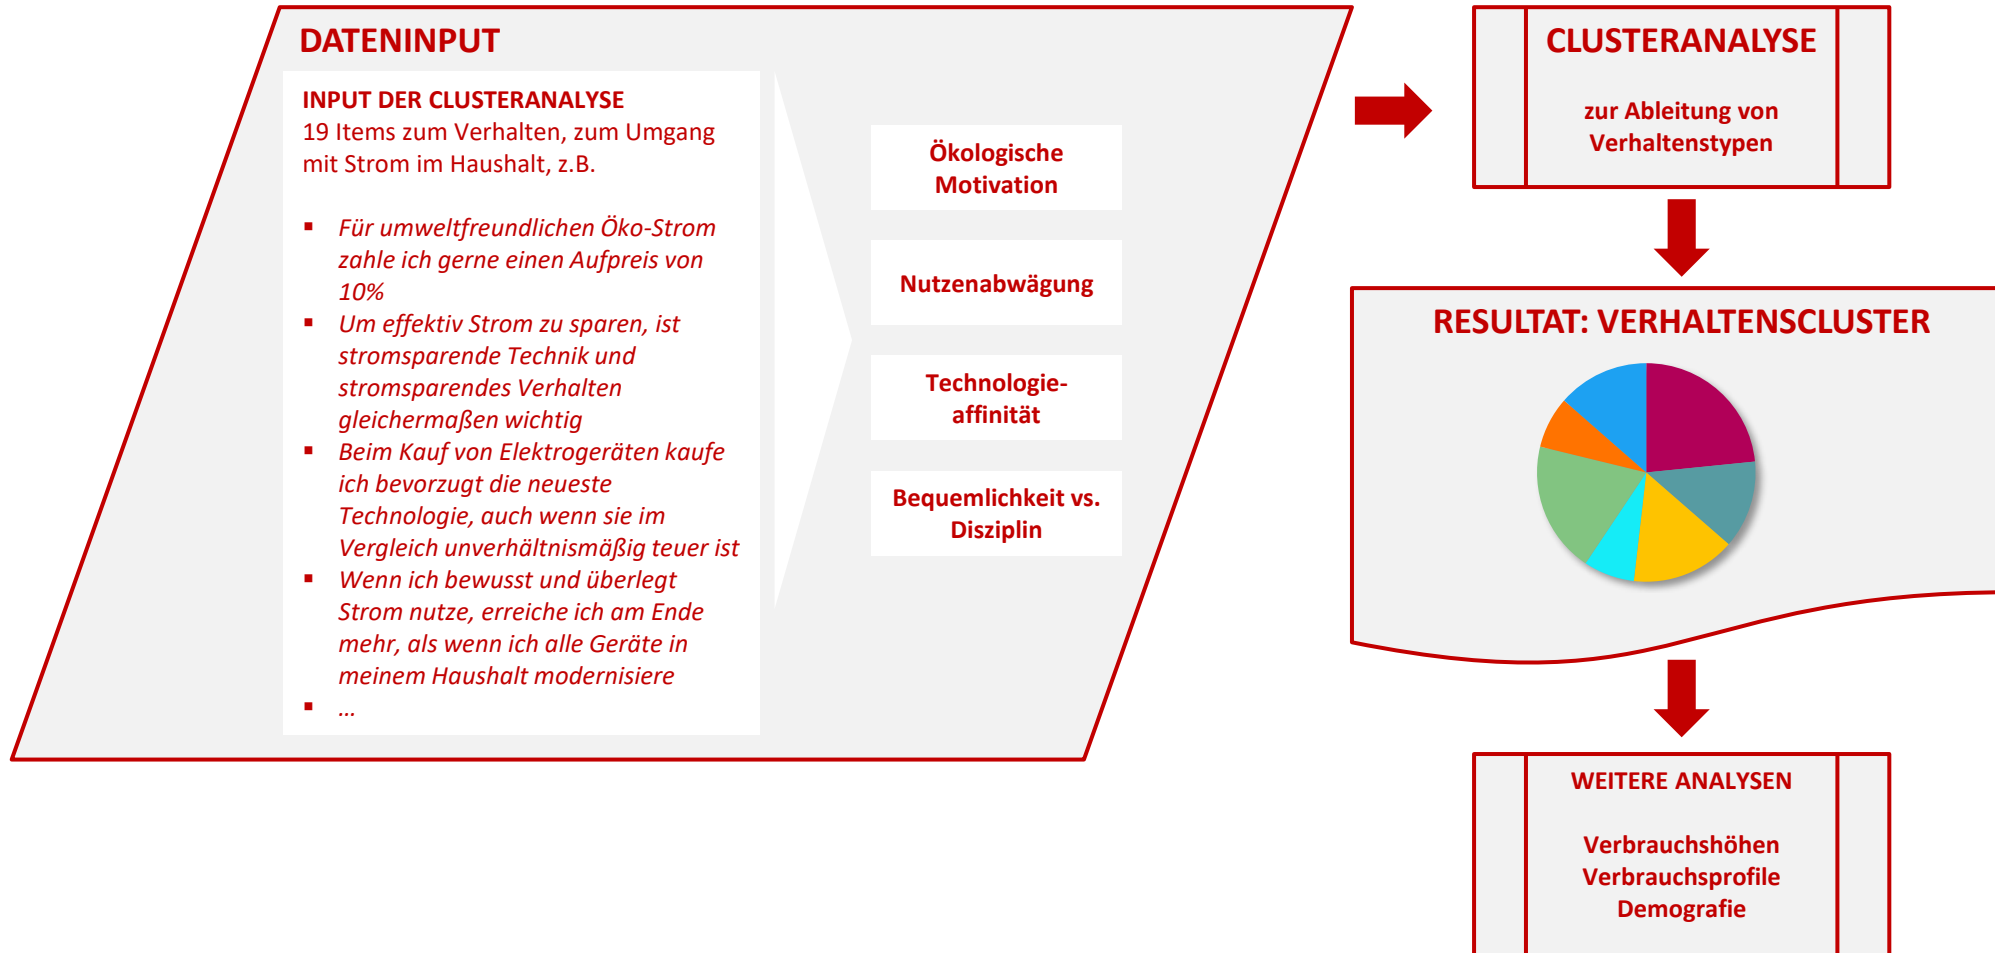 DATENINPUT
INPUT DER CLUSTERANALYSE
19 Items zum Verhalten, zum Umgang
mit Strom im Haushalt, z.B.
▪ Für umweltfreundlichen Öko-Strom
zahle ich gerne einen Aufpreis von
10%
▪ Um effektiv Strom zu sparen, ist
stromsparende Technik und
stromsparendes Verhalten
gleichermaßen wichtig
▪ Beim Kauf von Elektrogeräten kaufe
ich bevorzugt die neueste
Technologie, auch wenn sie im
Vergleich unverhältnismäßig teuer ist
▪ Wenn ich bewusst und überlegt
Strom nutze, erreiche ich am Ende
mehr, als wenn ich alle Geräte in
meinem Haushalt modernisiere
▪ …
Ökologische
Motivation
Nutzenabwägung
Technologie-
affinität
Bequemlichkeit vs.
Disziplin
CLUSTERANALYSE
zur Ableitung von
Verhaltenstypen
RESULTAT: VERHALTENSCLUSTER
WEITERE ANALYSEN
Verbrauchshöhen
Verbrauchsprofile
Demografie